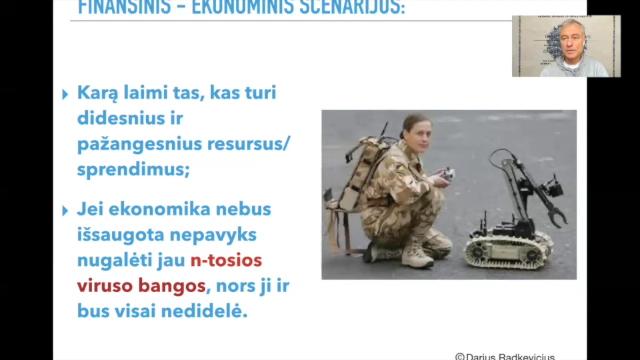 FINANSINIS – EKONOMINIS SCENARIJUS:
Karą laimi tas, kas turi
didesnius ir
pažangesnius resursus/
sprendimus;
Jei ekonomika nebus
išsaugota nepavyks
nugalėti jau n-tosios
viruso bangos, nors ji ir
bus visai nedidelė.
©Darius Radkevicius